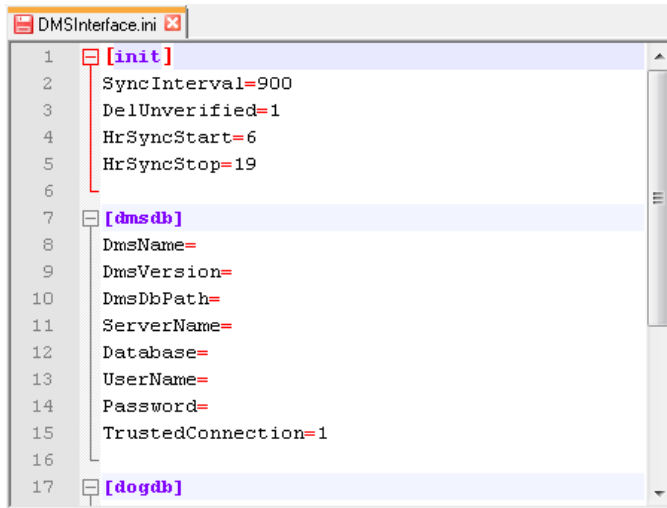 DMSInterface.ini
1 [init]
2 SyncInterval=900
3 DelUnverified=1
4 HrSyncStart=6
5 HrSyncStop=19
6
7 [dmsdb]
8 DmsName=
9 DmsVersion=
10 DmsDbPath=
11 ServerName=
12 Database=
13 UserName=
14 Password=
15 TrustedConnection=1
16
17 [dogdb]